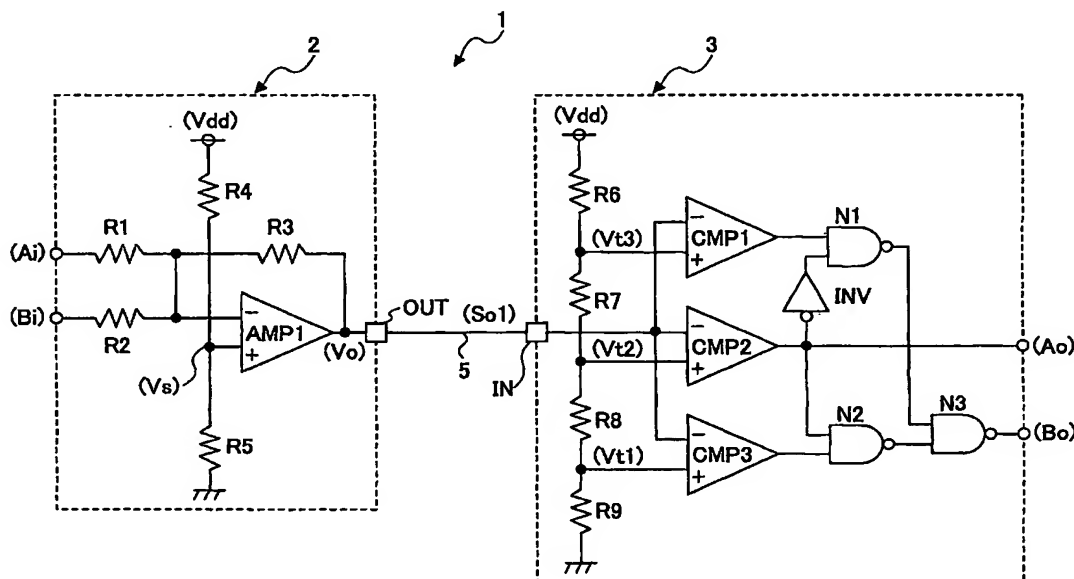 1
2
3
(Vdd)
(Vdd)
R4
R6
N1
R1
R3
CMP1
(Ai)
(Vt3)
−
+
INV
R7
OUT
(So1)
(Bi)
R2
AMP1
−
+
(Vo)
5
IN
(Vt2)
CMP2
−
+
(Ao)
(Vs)
R8
N2
N3
R5
(Vt1)
CMP3
−
+
(Bo)
R9